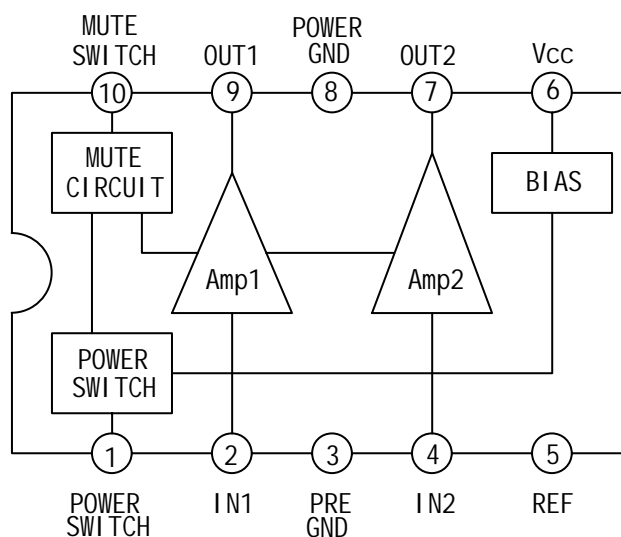 MUTE
SWITCH
OUT1
POWER
GND
OUT2
Vcc
10
9
8
7
6
MUTE
CIRCUIT
BIAS
Amp1
Amp2
POWER
SWITCH
1
2
3
4
5
POWER
SWITCH
IN1
PRE
GND
IN2
REF